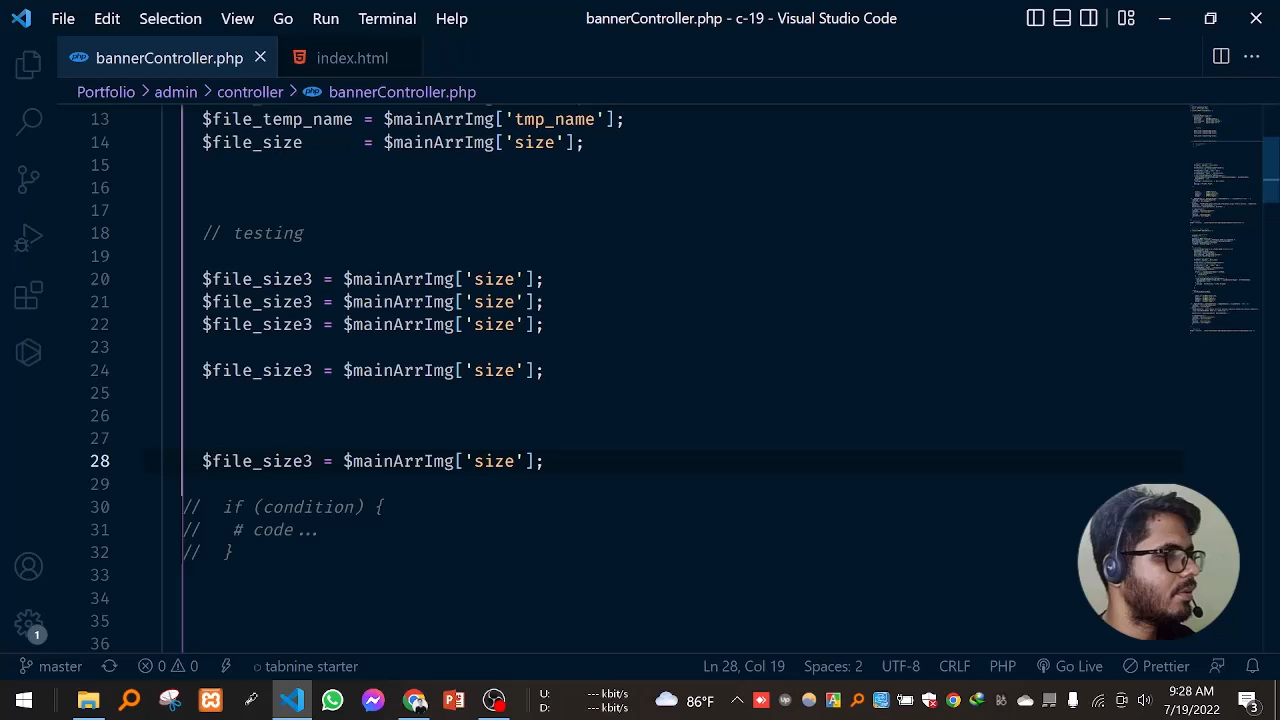 File Edit Selection View Go Run Terminal Help bannerController.php - c-19 - Visual Studio Code
bannerController.php index.html
Portfolio > admin > controller > bannerController.php
13 $file_temp_name = $mainArrImg['tmp_name'];
14 $file_size = $mainArrImg['size'];
15
16
17
18 // testing
19
20 $file_size3 = $mainArrImg['size'];
21 $file_size3 = $mainArrImg['size'];
22 $file_size3 = $mainArrImg['size'];
23
24 $file_size3 = $mainArrImg['size'];
25
26
27
28 $file_size3 = $mainArrImg['size'];
29
30 // if (condition) {
31 // # code...
32 // }
33
34
35
36
1
master 0 0 tabnine starter Ln 28, Col 19 Spaces: 2 UTF-8 CRLF PHP Go Live Prettier
U: --kbit/s
D: --kbit/s
86°F
9:28 AM
7/19/2022
3